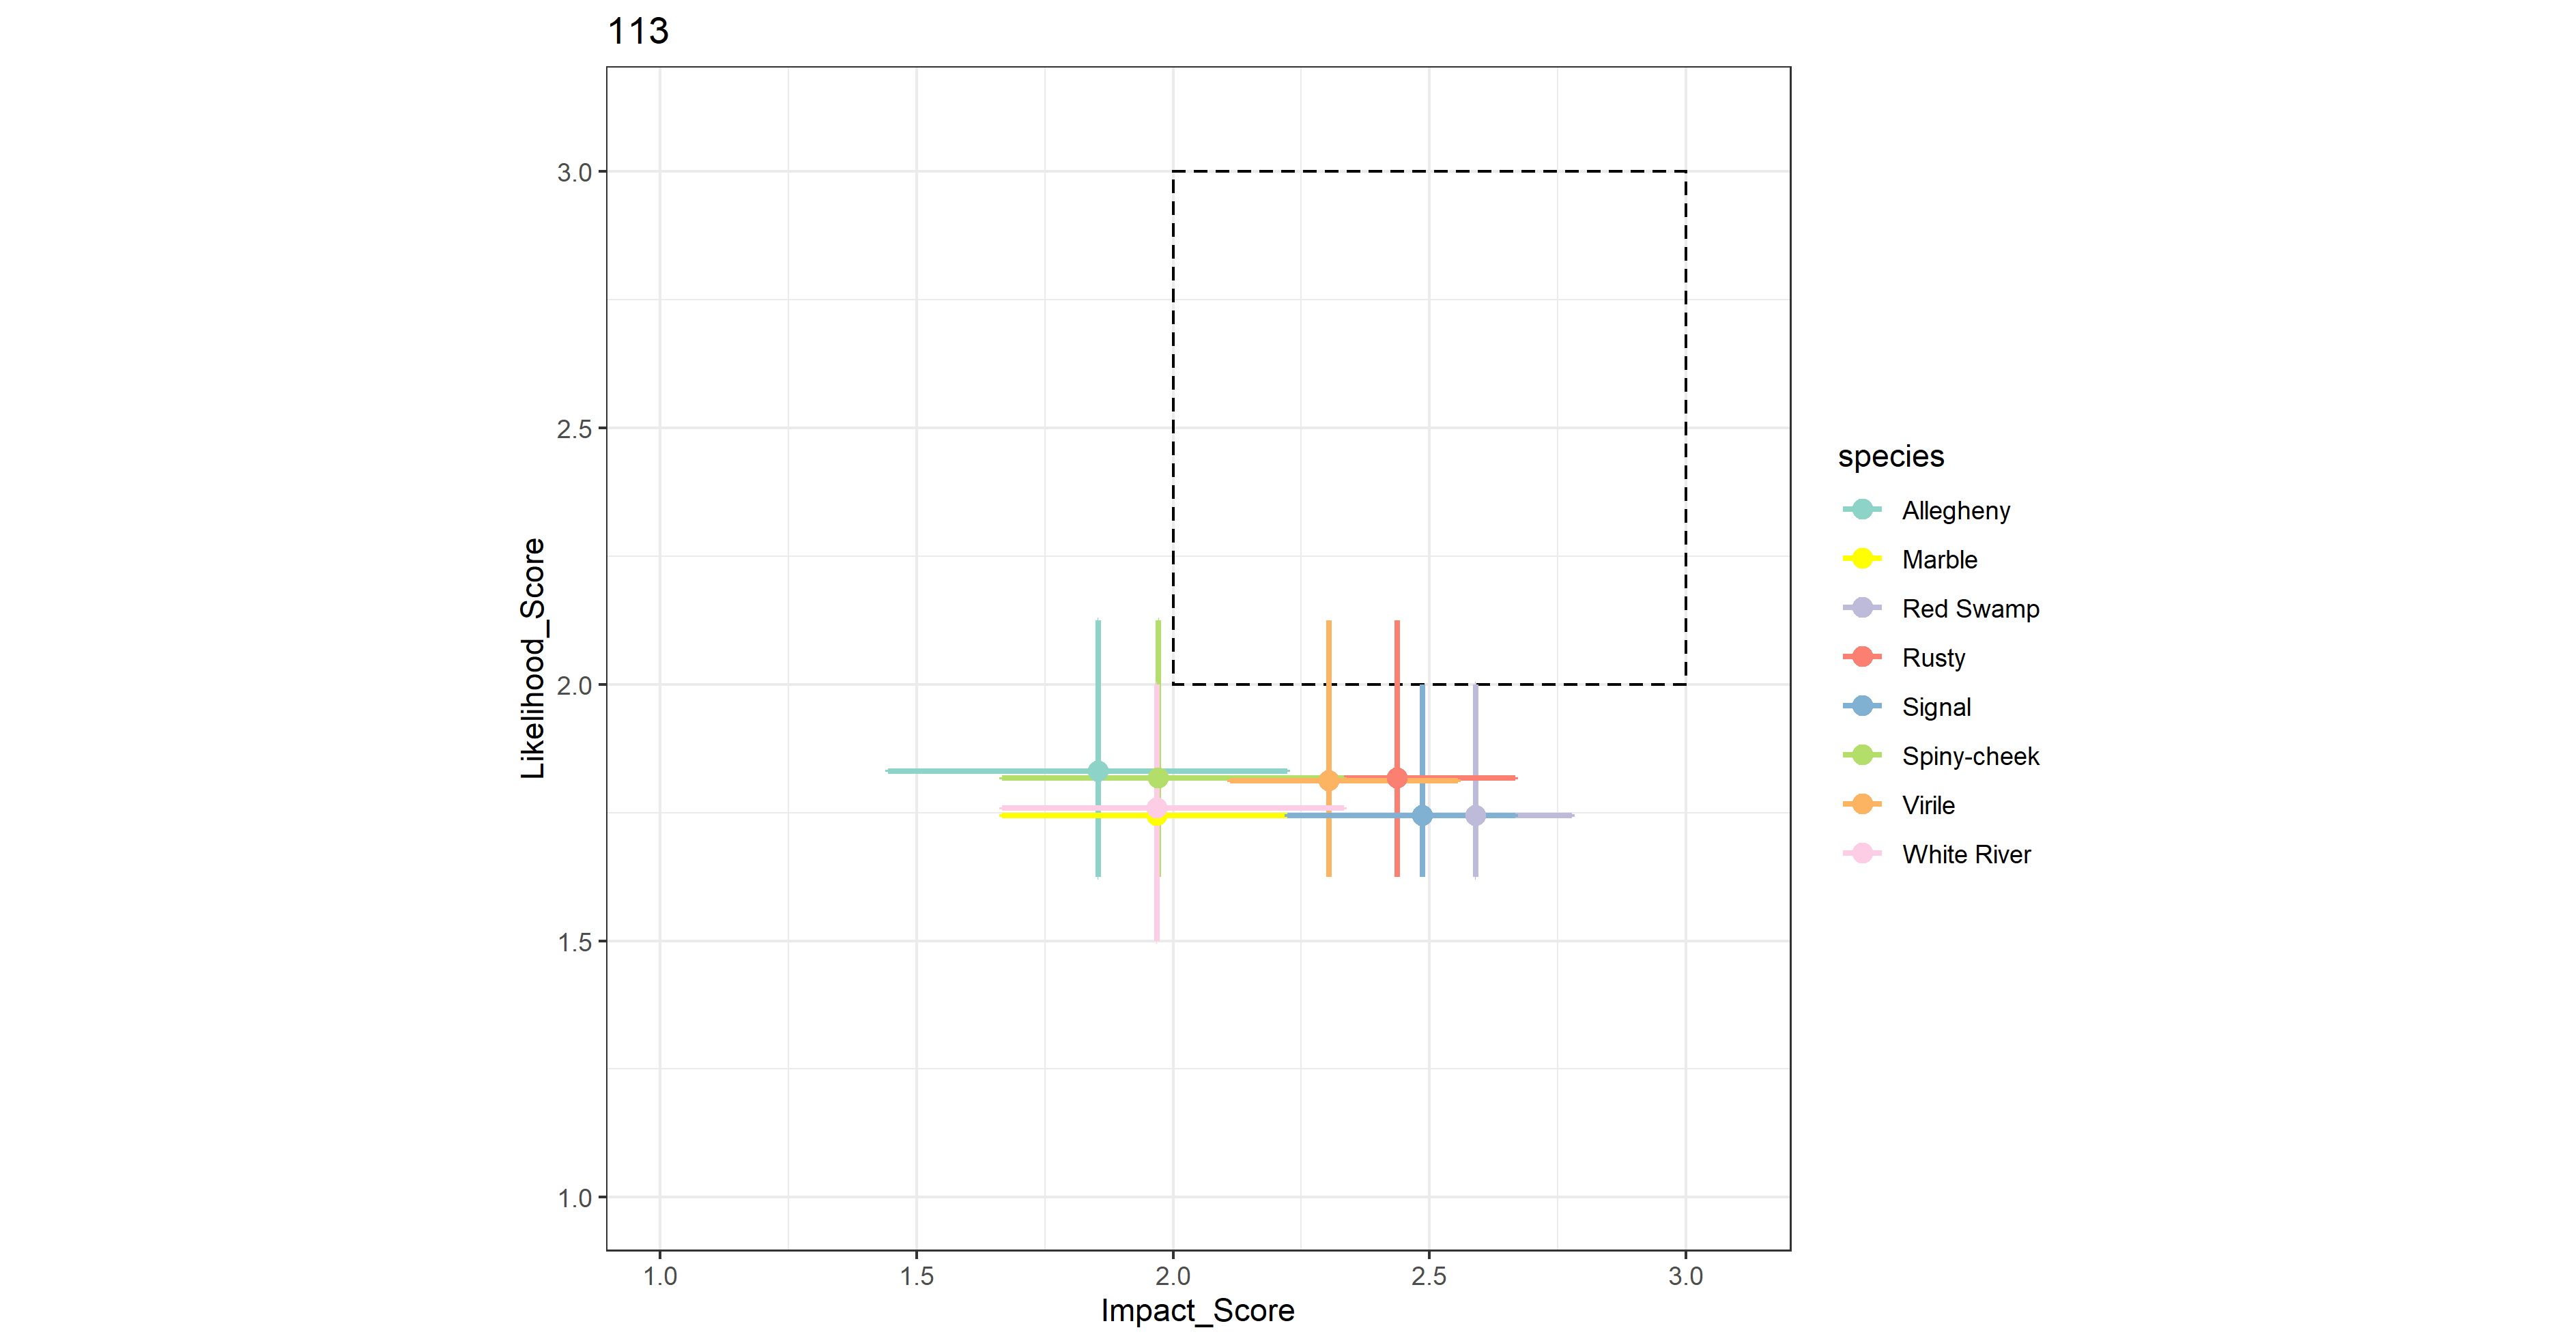 113
3.0
2.5
2.0
1.5
1.0
Likelihood_Score
1.0 1.5 2.0 2.5 3.0
Impact_Score
species
Allegheny
Marble
Red Swamp
Rusty
Signal
Spiny-cheek
Virile
White River